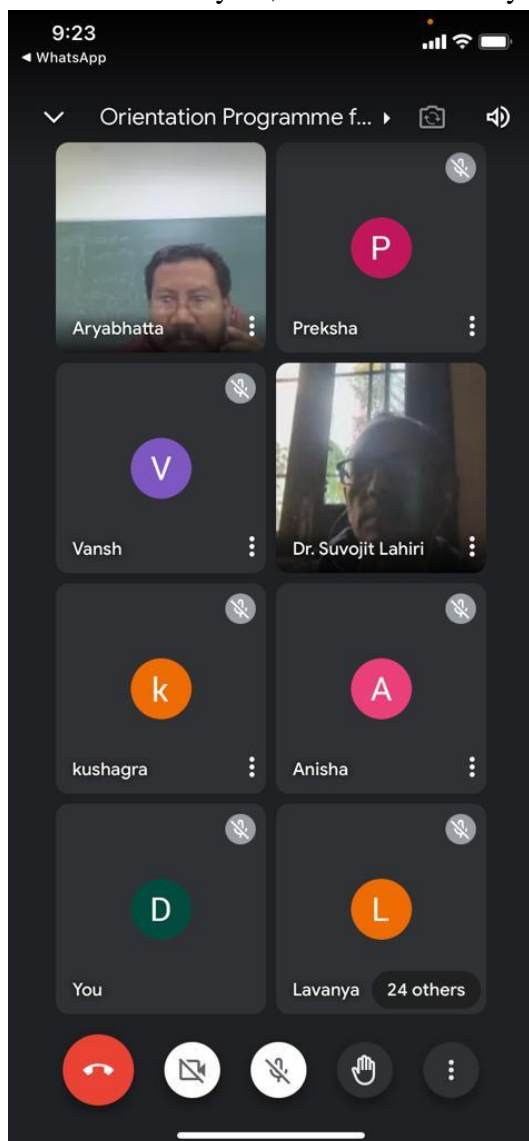 9:23
◀ WhatsApp
Orientation Programme f...
Aryabhatta
P
Preksha
V
Vansh
Dr. Suvojit Lahiri
k
kushagra
A
Anisha
D
You
L
Lavanya
24 others